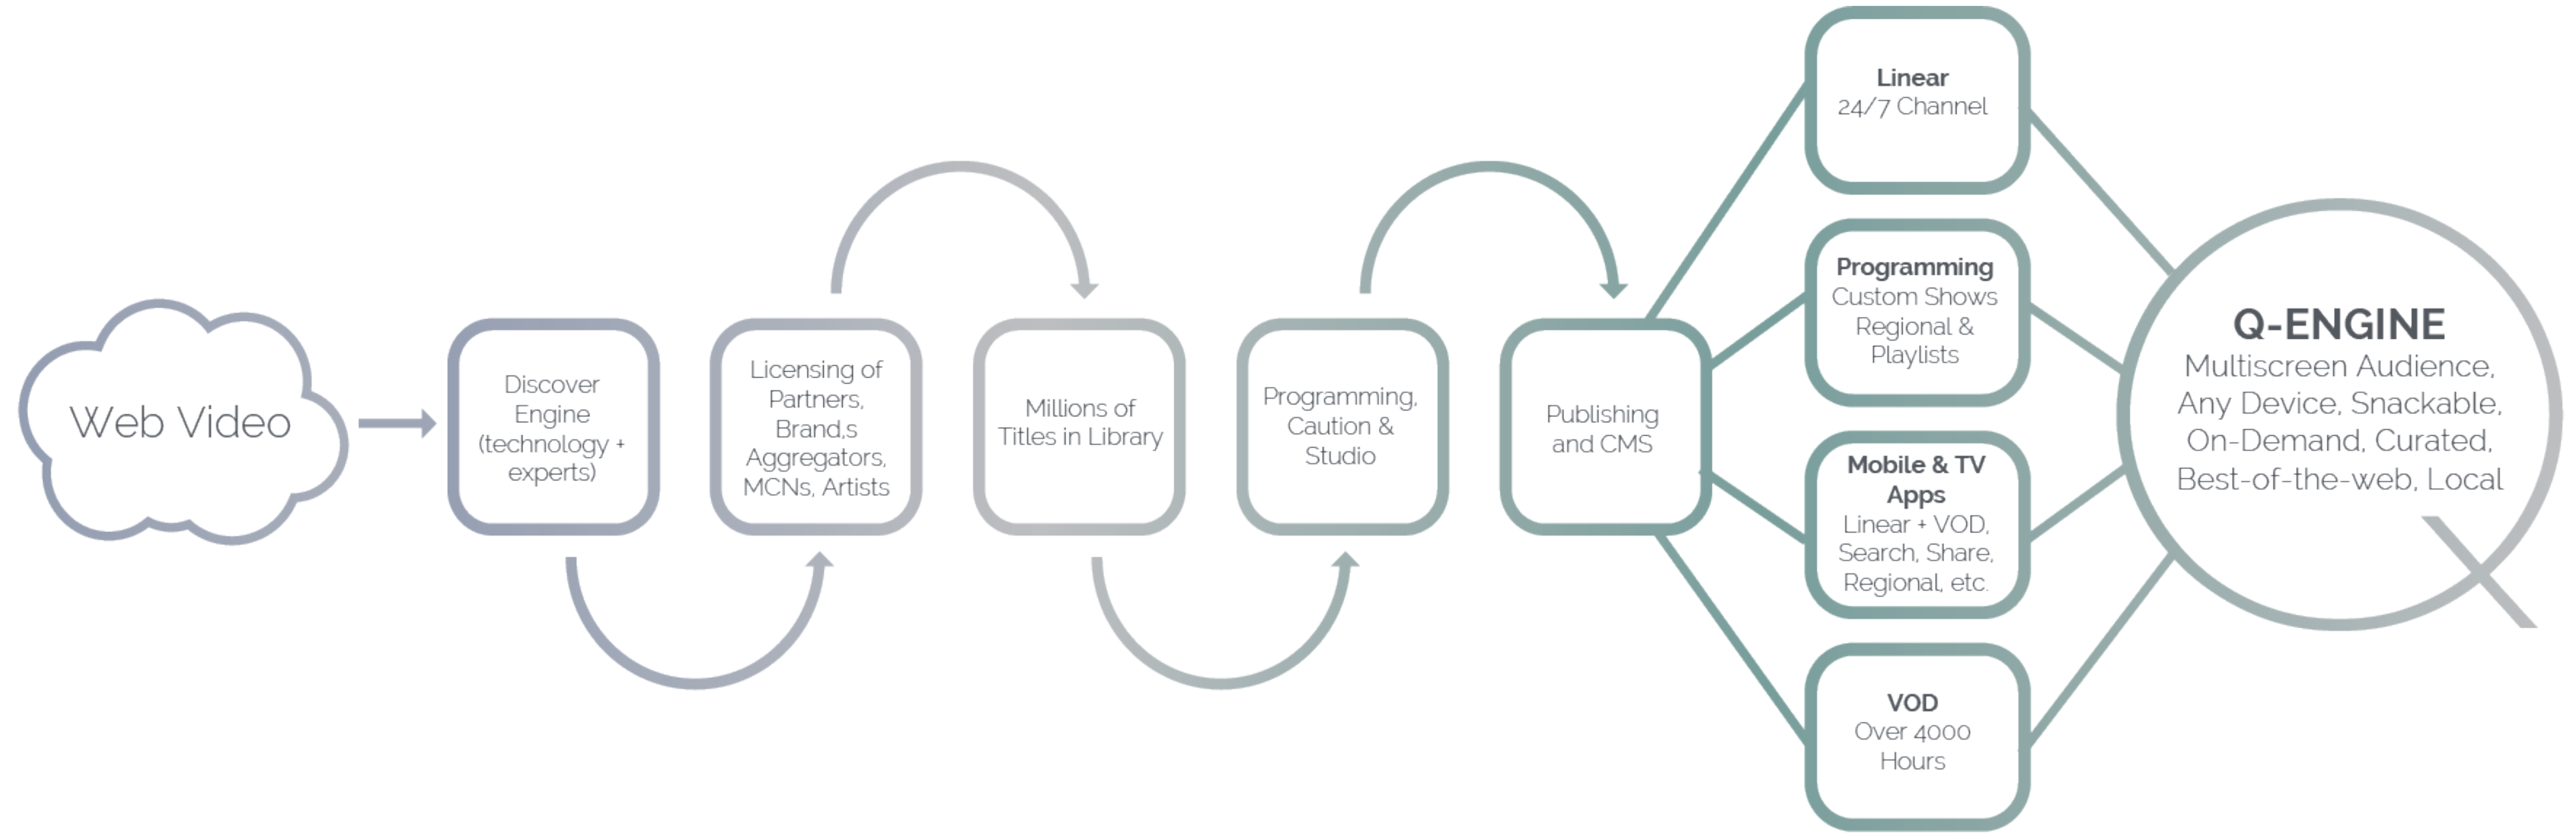 Web Video
Discover
Engine
(technology +
experts)
Licensing of
Partners,
Brand,s
Aggregators,
MCNs, Artists
Millions of
Titles in Library
Programming,
Caution &
Studio
Publishing
and CMS
Linear
24/7 Channel
Programming
Custom Shows
Regional &
Playlists
Mobile & TV
Apps
Linear + VOD,
Search, Share,
Regional, etc.
VOD
Over 4000
Hours
Q-ENGINE
Multiscreen Audience,
Any Device, Snackable,
On-Demand, Curated,
Best-of-the-web, Local